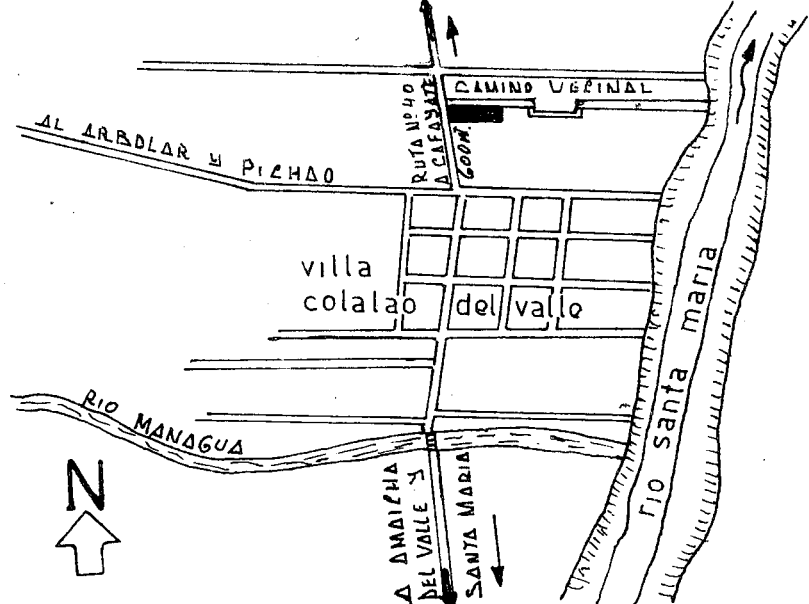 CAMINO VECINAL
RUTA Nº 40
A CAFAYATE
600M.
AL ARBOLAR y PICHAO
villa
colalao del valle
rio santa maria
RIO MANAGUA
N
A AMAICHA
DEL VALLE y
SANTA MARIA